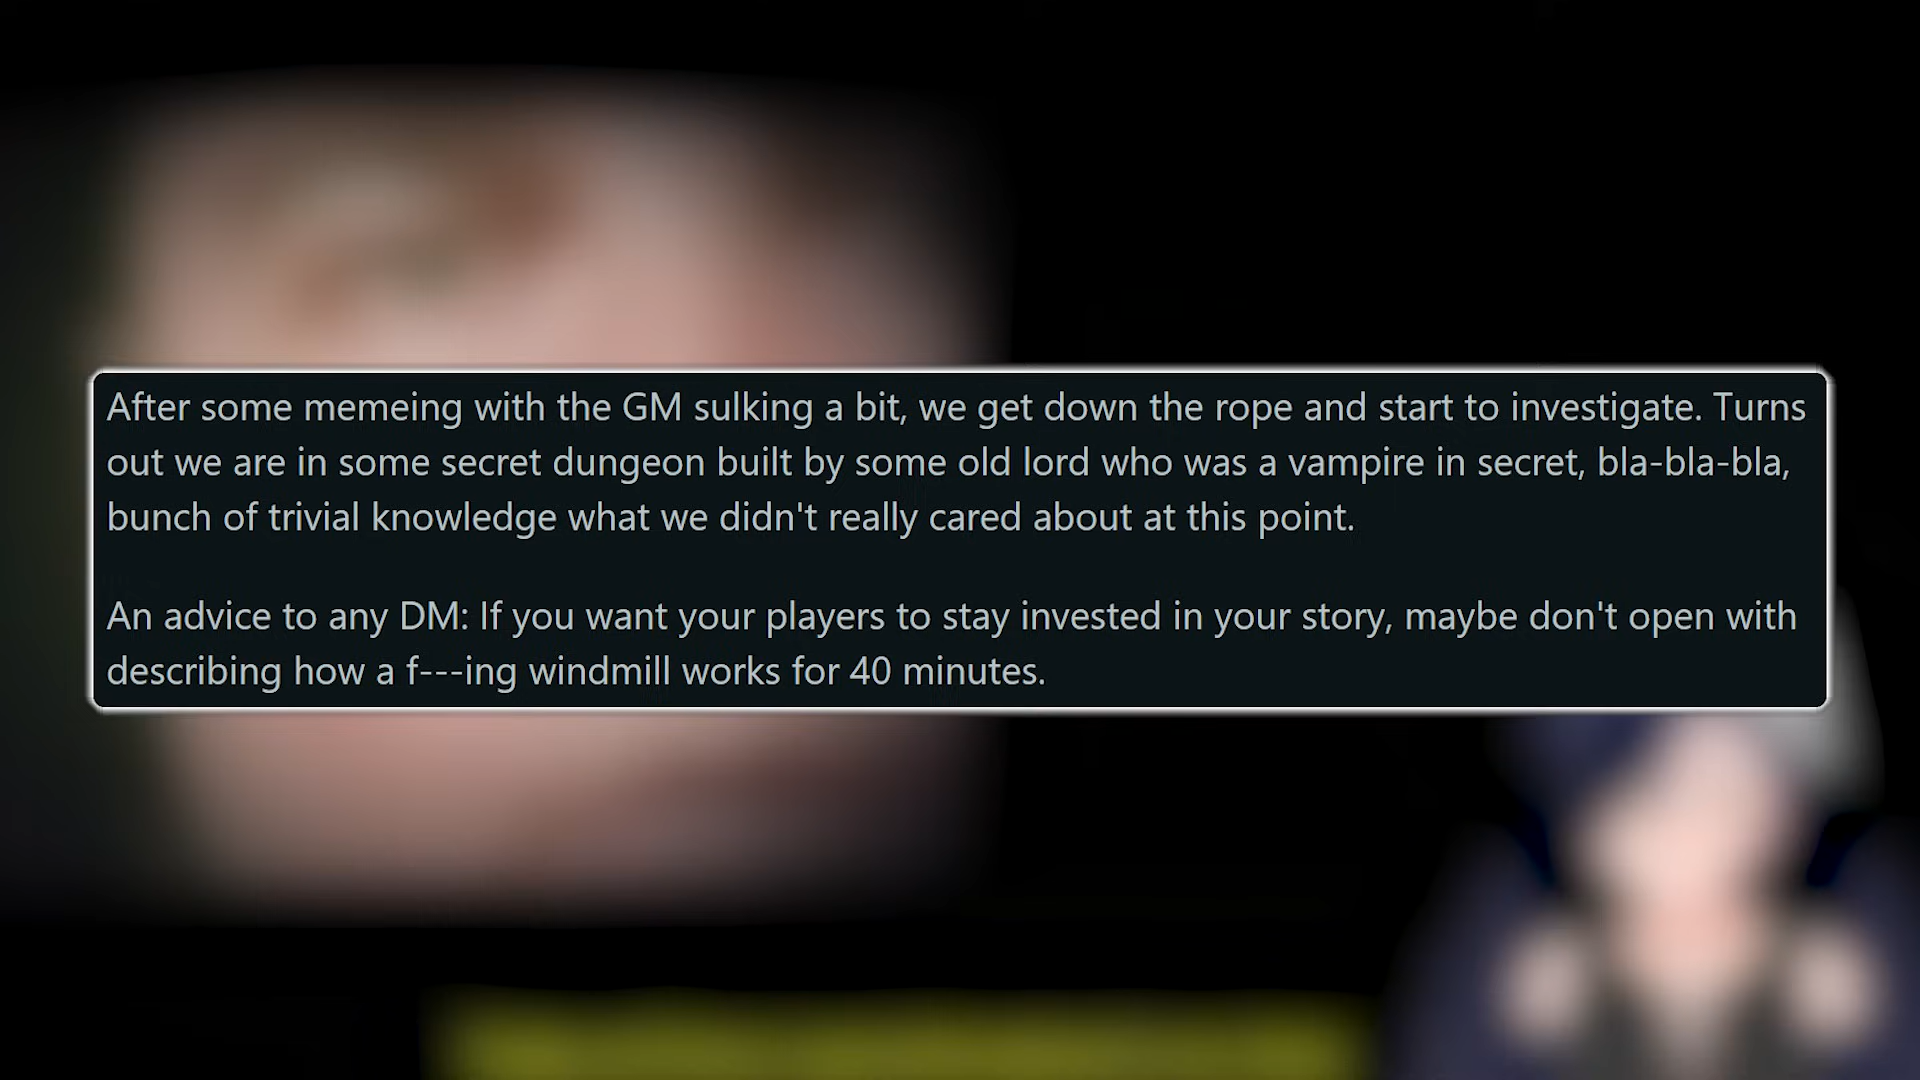 After some memeing with the GM sulking a bit, we get down the rope and start to investigate. Turns
out we are in some secret dungeon built by some old lord who was a vampire in secret, bla-bla-bla,
bunch of trivial knowledge what we didn't really cared about at this point.
An advice to any DM: If you want your players to stay invested in your story, maybe don't open with
describing how a f---ing windmill works for 40 minutes.